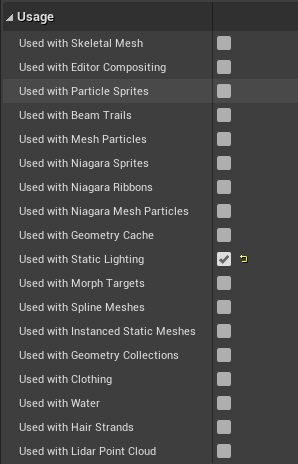 Usage
Used with Skeletal Mesh
Used with Editor Compositing
Used with Particle Sprites
Used with Beam Trails
Used with Mesh Particles
Used with Niagara Sprites
Used with Niagara Ribbons
Used with Niagara Mesh Particles
Used with Geometry Cache
Used with Static Lighting
Used with Morph Targets
Used with Spline Meshes
Used with Instanced Static Meshes
Used with Geometry Collections
Used with Clothing
Used with Water
Used with Hair Strands
Used with Lidar Point Cloud